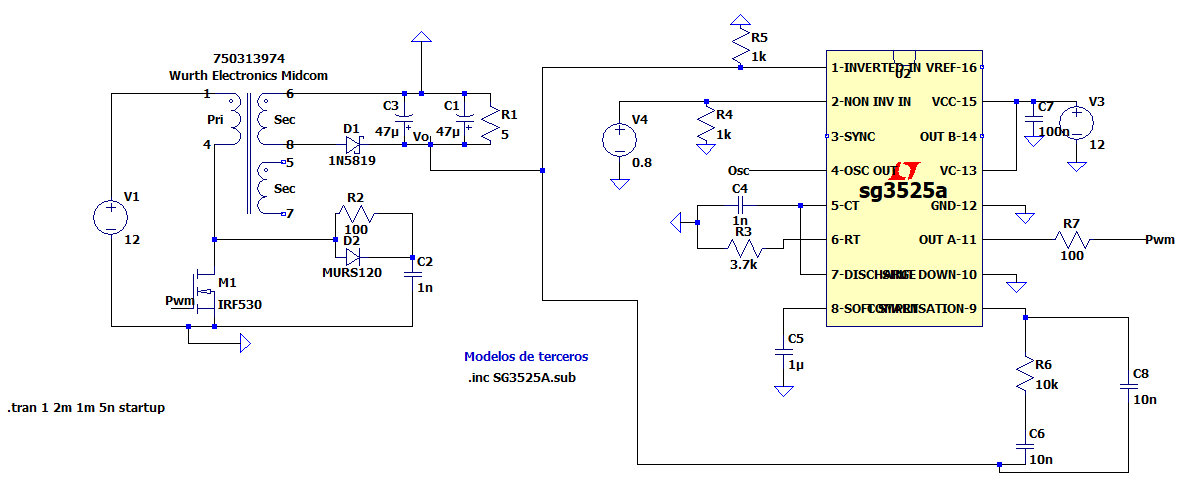 750313974
Wurth Electronics Midcom
1
6
Pri
Sec
4
8
5
Sec
7
C3
47µ
C1
47µ
R1
5
D1
1N5819
Vo
V1
12
R2
100
D2
MURS120
C2
1n
M1
IRF530
Pwm
Modelos de terceros
.inc SG3525A.sub
.tran 1 2m 1m 5n startup
R5
1k
V4
0.8
R4
1k
Osc
C4
1n
R3
3.7k
C5
1µ
U2
1-INVERTED IN
VREF-16
2-NON INV IN
VCC-15
3-SYNC
OUT B-14
4-OSC OUT
VC-13
sg3525a
5-CT
GND-12
6-RT
OUT A-11
7-DISCHARGE
DOWN-10
8-SOFT START
COMPENSATION-9
C7
100n
V3
12
R7
100
Pwm
R6
10k
C6
10n
C8
10n